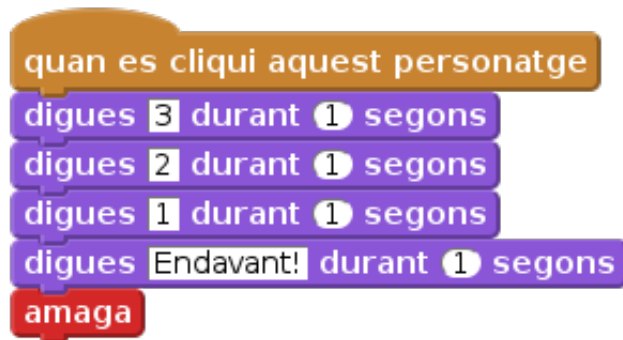 quan es cliqui aquest personatge
digues 3 durant 1 segons
digues 2 durant 1 segons
digues 1 durant 1 segons
digues Endavant! durant 1 segons
amaga